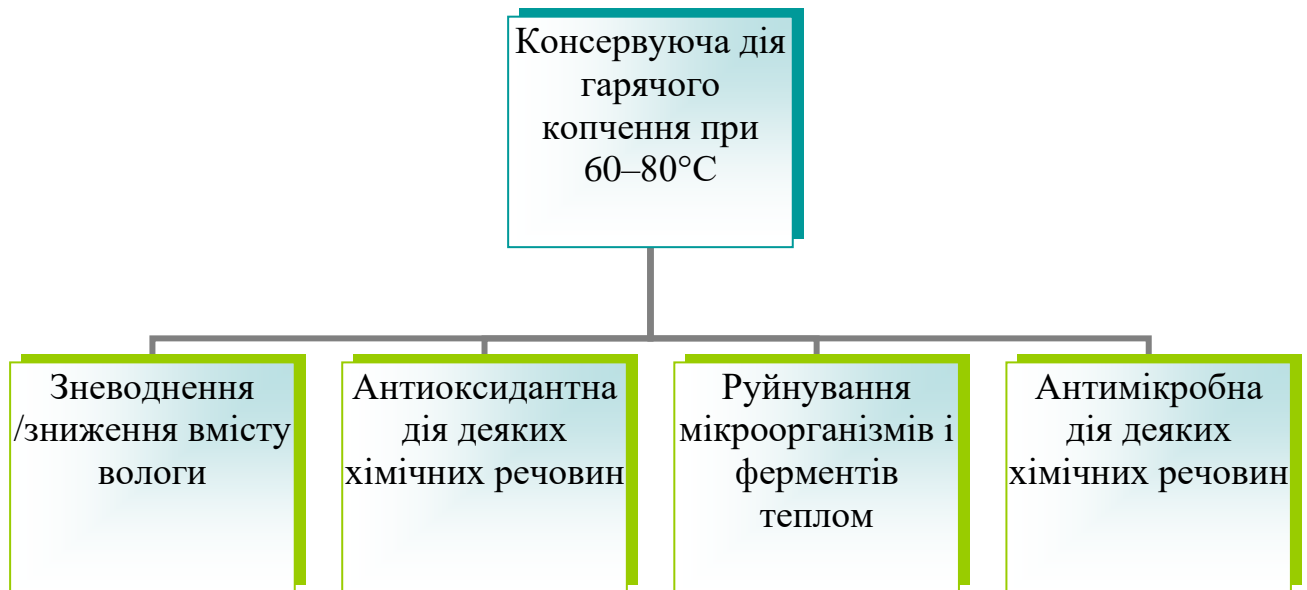 Консервуюча дія
гарячого
копчення при
60–80°С
Зневоднення
/зниження вмісту
вологи
Антиоксидантна
дія деяких
хімічних речовин
Руйнування
мікроорганізмів і
ферментів
теплом
Антимікробна
дія деяких
хімічних речовин